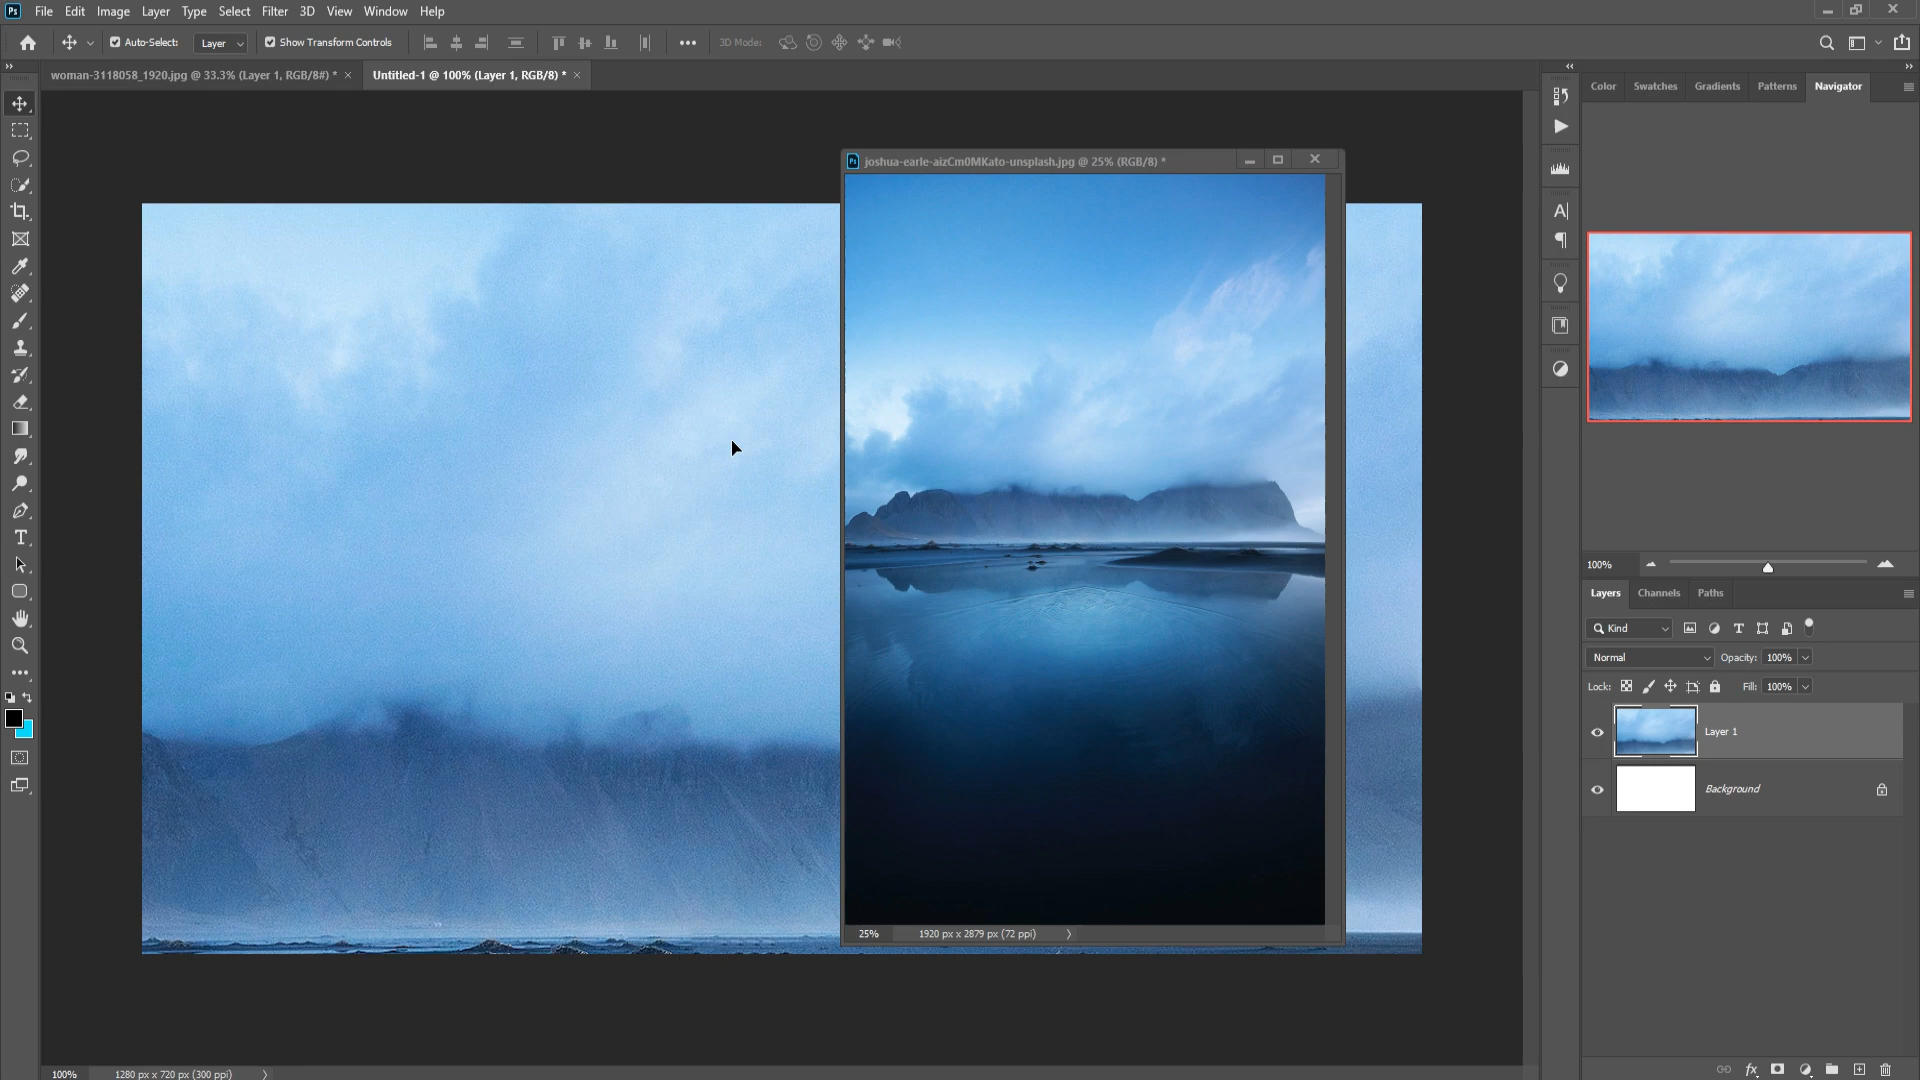 Ps File Edit Image Layer Type Select Filter 3D View Window Help
Auto-Select: Layer Show Transform Controls 3D Mode:
woman-3118058_1920.jpg @ 33.3% (Layer 1, RGB/8#) * ×
Untitled-1 @ 100% (Layer 1, RGB/8) * ×
Color Swatches Gradients Patterns Navigator
Ps joshua-earle-aizCm0MKato-unsplash.jpg @ 25% (RGB/8) *
100%
Layers Channels Paths
Kind
Normal Opacity: 100%
Lock: Fill: 100%
Layer 1
Background
25% 1920 px x 2879 px (72 ppi)
100% 1280 px x 720 px (300 ppi)
fx